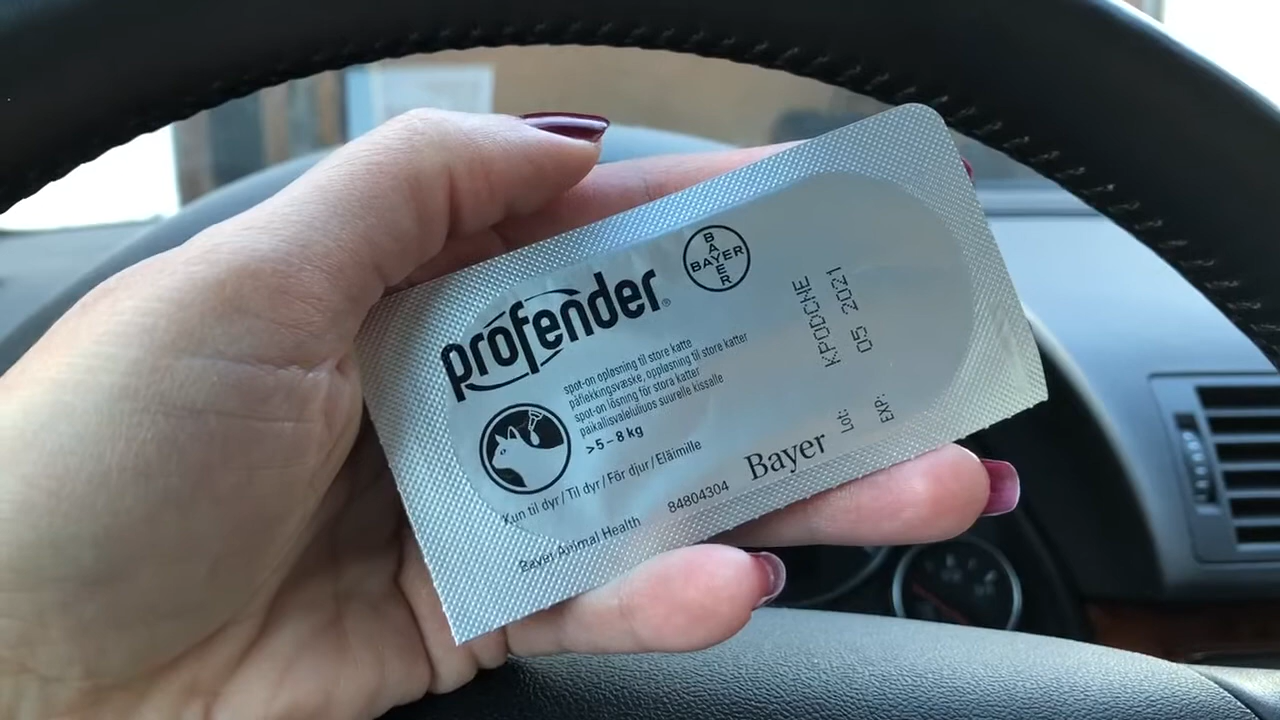 profender®
BAYER
BAYER
spot-on opløsning til store katte
påflekkingsvæske, oppløsning til store katter
spot-on lösning för stora katter
paikallisvaleluliuos suurelle kissalle
>5–8 kg
Kun til dyr / Til dyr / För djur / Eläimille
Bayer Animal Health 84804304 Bayer
Lot: KP0DCNE
EXP: 05 2021